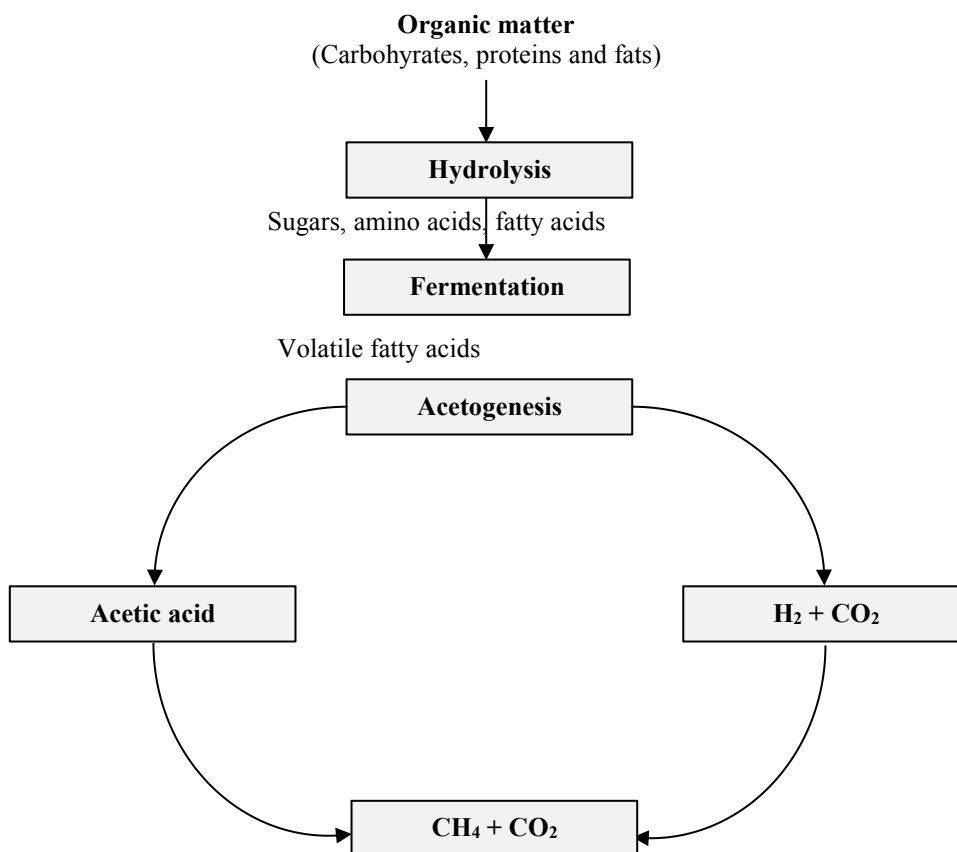 Organic matter
(Carbohyrates, proteins and fats)
Hydrolysis
Sugars, amino acids, fatty acids
Fermentation
Volatile fatty acids
Acetogenesis
Acetic acid
H₂ + CO₂
CH₄ + CO₂